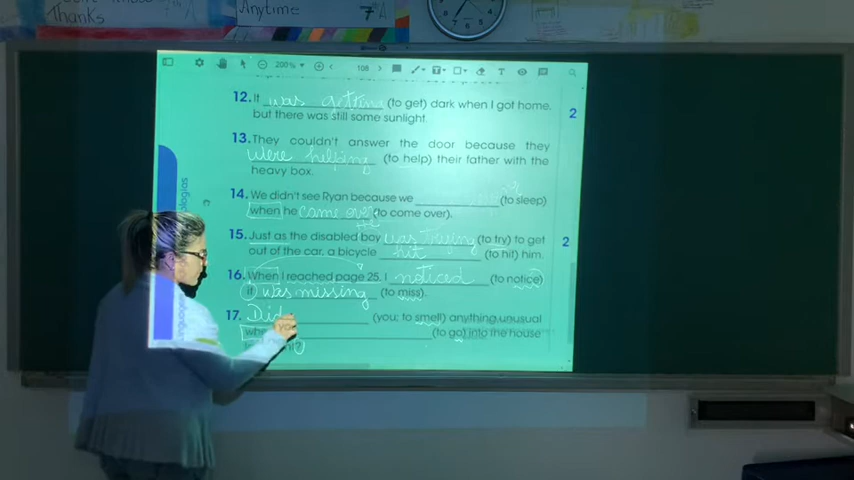 Thanks
Anytime
7ªA
200%
108
12. It was getting (to get) dark when I got home,
but there was still some sunlight.
2
13. They couldn't answer the door because they
were helping (to help) their father with the
heavy box.
14. We didn't see Ryan because we (to sleep)
when he came over (to come over).
15. Just as the disabled boy was trying (to try) to get
out of the car, a bicycle hit (to hit) him.
2
16. When I reached page 25, I noticed (to notice)
it was missing (to miss).
17. Did (you; to smell) anything unusual
(to go) into the house